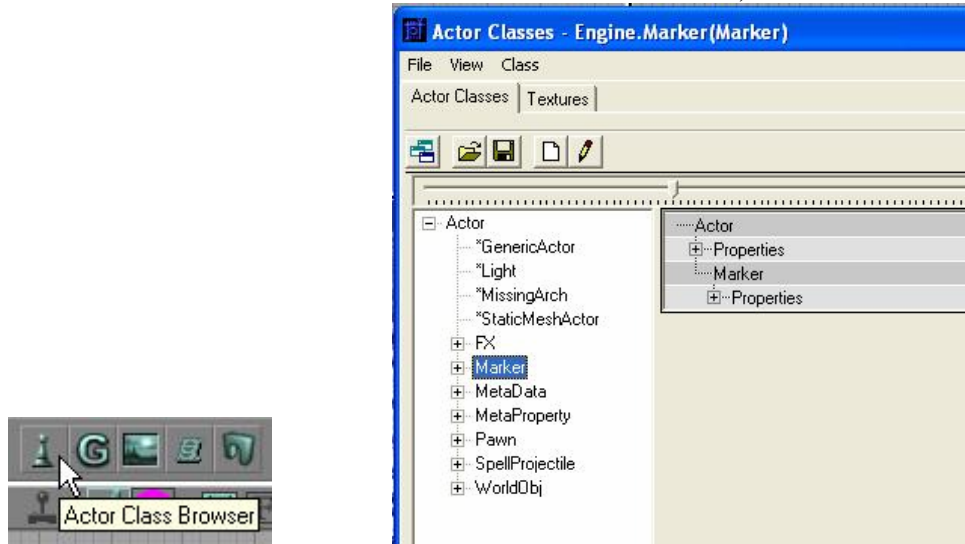 Actor Classes - Engine.Marker(Marker)
File View Class
Actor Classes Textures
Actor
*GenericActor
*Light
*MissingArch
*StaticMeshActor
FX
Marker
MetaData
MetaProperty
Pawn
SpellProjectile
WorldObj
Actor
Properties
Marker
Properties
G
Actor Class Browser